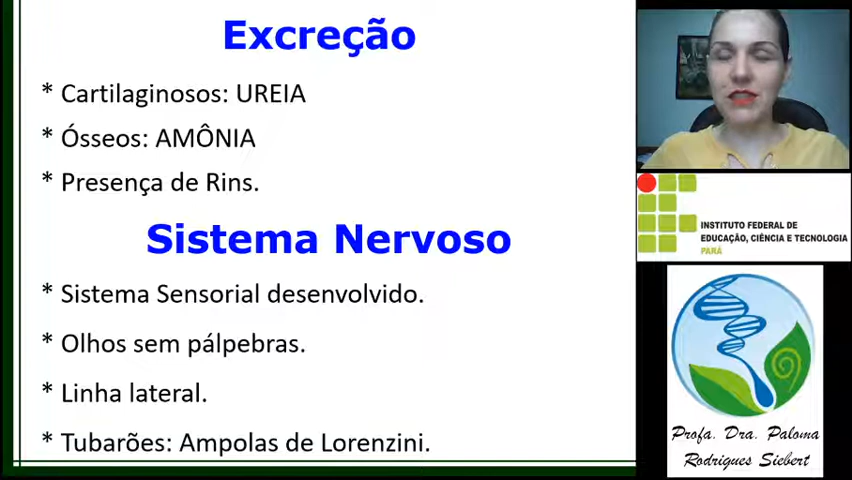 Excreção
* Cartilaginosos: UREIA
* Ósseos: AMÔNIA
* Presença de Rins.
Sistema Nervoso
* Sistema Sensorial desenvolvido.
* Olhos sem pálpebras.
* Linha lateral.
* Tubarões: Ampolas de Lorenzini.
INSTITUTO FEDERAL DE
EDUCAÇÃO, CIÊNCIA E TECNOLOGIA
PARÁ
Profa. Dra. Paloma
Rodrigues Siebert